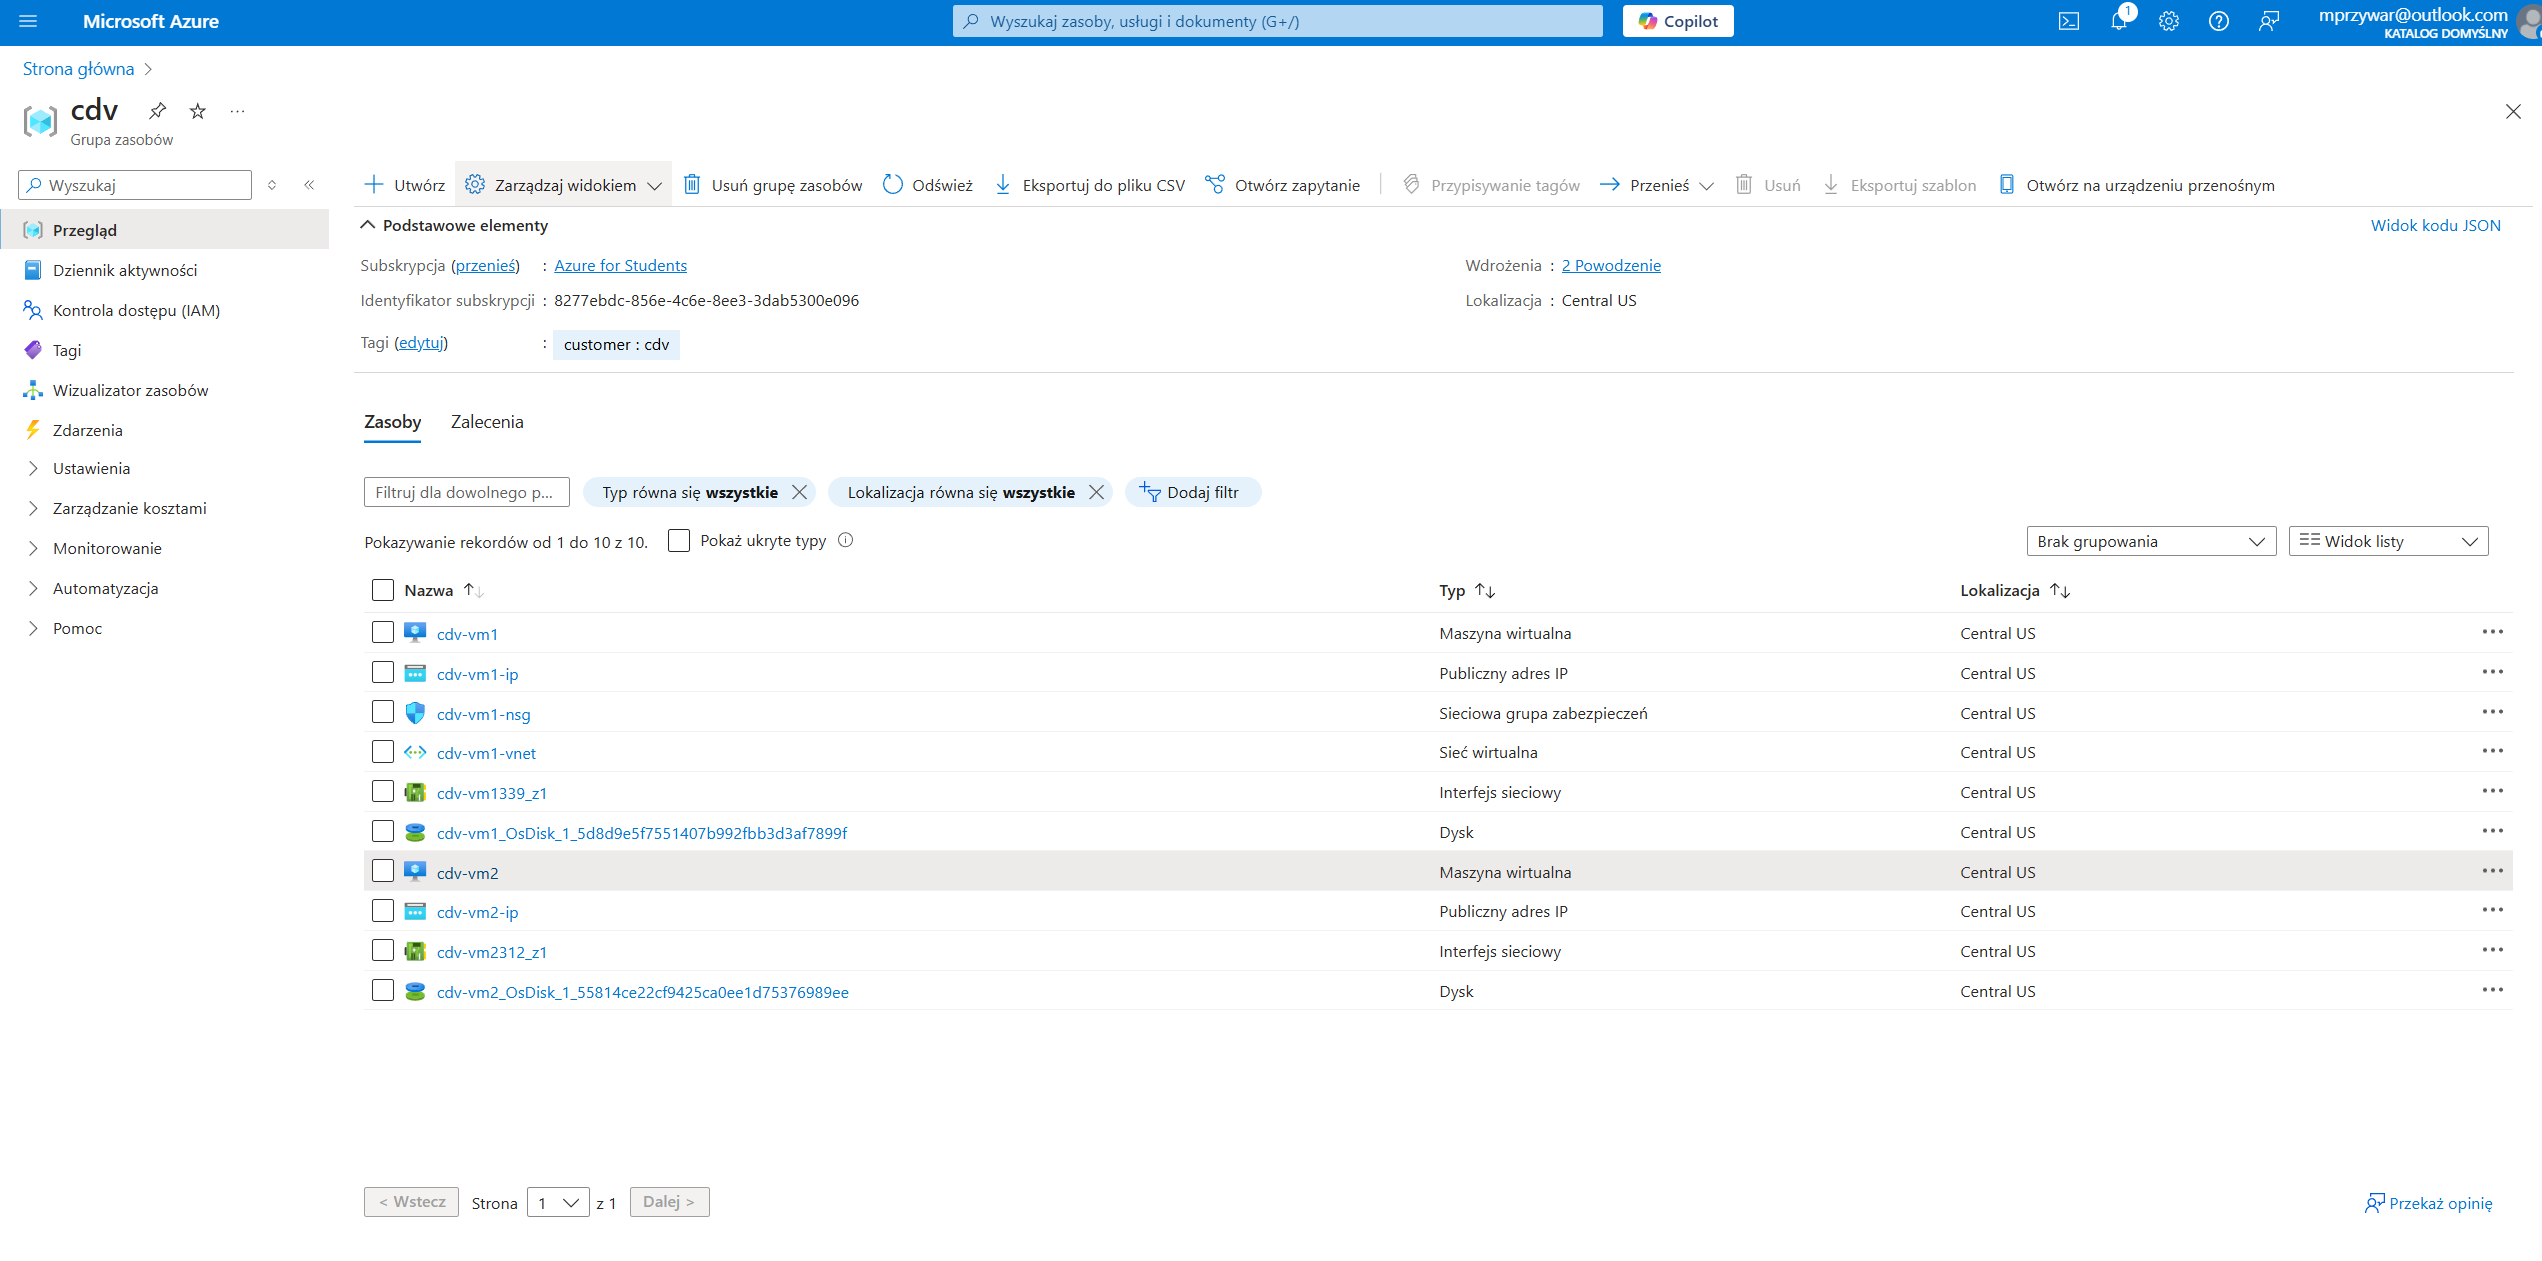 Microsoft Azure
Wyszukaj zasoby, usługi i dokumenty (G+/)
Copilot
1
mprzywar@outlook.com
KATALOG DOMYŚLNY
Strona główna
cdv
Grupa zasobów
Wyszukaj
Utwórz
Zarządzaj widokiem
Usuń grupę zasobów
Odśwież
Eksportuj do pliku CSV
Otwórz zapytanie
Przypisywanie tagów
Przenieś
Usuń
Eksportuj szablon
Otwórz na urządzeniu przenośnym
Przegląd
Dziennik aktywności
Kontrola dostępu (IAM)
Tagi
Wizualizator zasobów
Zdarzenia
Ustawienia
Zarządzanie kosztami
Monitorowanie
Automatyzacja
Pomoc
Podstawowe elementy
Widok kodu JSON
Subskrypcja (przenieś) : Azure for Students
Identyfikator subskrypcji : 8277ebdc-856e-4c6e-8ee3-3dab5300e096
Tagi (edytuj) : customer : cdv
Wdrożenia : 2 Powodzenie
Lokalizacja : Central US
Zasoby Zalecenia
Filtruj dla dowolnego p...
Typ równa się wszystkie
Lokalizacja równa się wszystkie
Dodaj filtr
Pokazywanie rekordów od 1 do 10 z 10.
Pokaż ukryte typy
Brak grupowania
Widok listy
Nazwa Typ Lokalizacja
cdv-vm1 Maszyna wirtualna Central US
cdv-vm1-ip Publiczny adres IP Central US
cdv-vm1-nsg Sieciowa grupa zabezpieczeń Central US
cdv-vm1-vnet Sieć wirtualna Central US
cdv-vm1339_z1 Interfejs sieciowy Central US
cdv-vm1_OsDisk_1_5d8d9e5f7551407b992fbb3d3af7899f Dysk Central US
cdv-vm2 Maszyna wirtualna Central US
cdv-vm2-ip Publiczny adres IP Central US
cdv-vm2312_z1 Interfejs sieciowy Central US
cdv-vm2_OsDisk_1_55814ce22cf9425ca0ee1d75376989ee Dysk Central US
< Wstecz Strona 1 z 1 Dalej >
Przekaż opinię